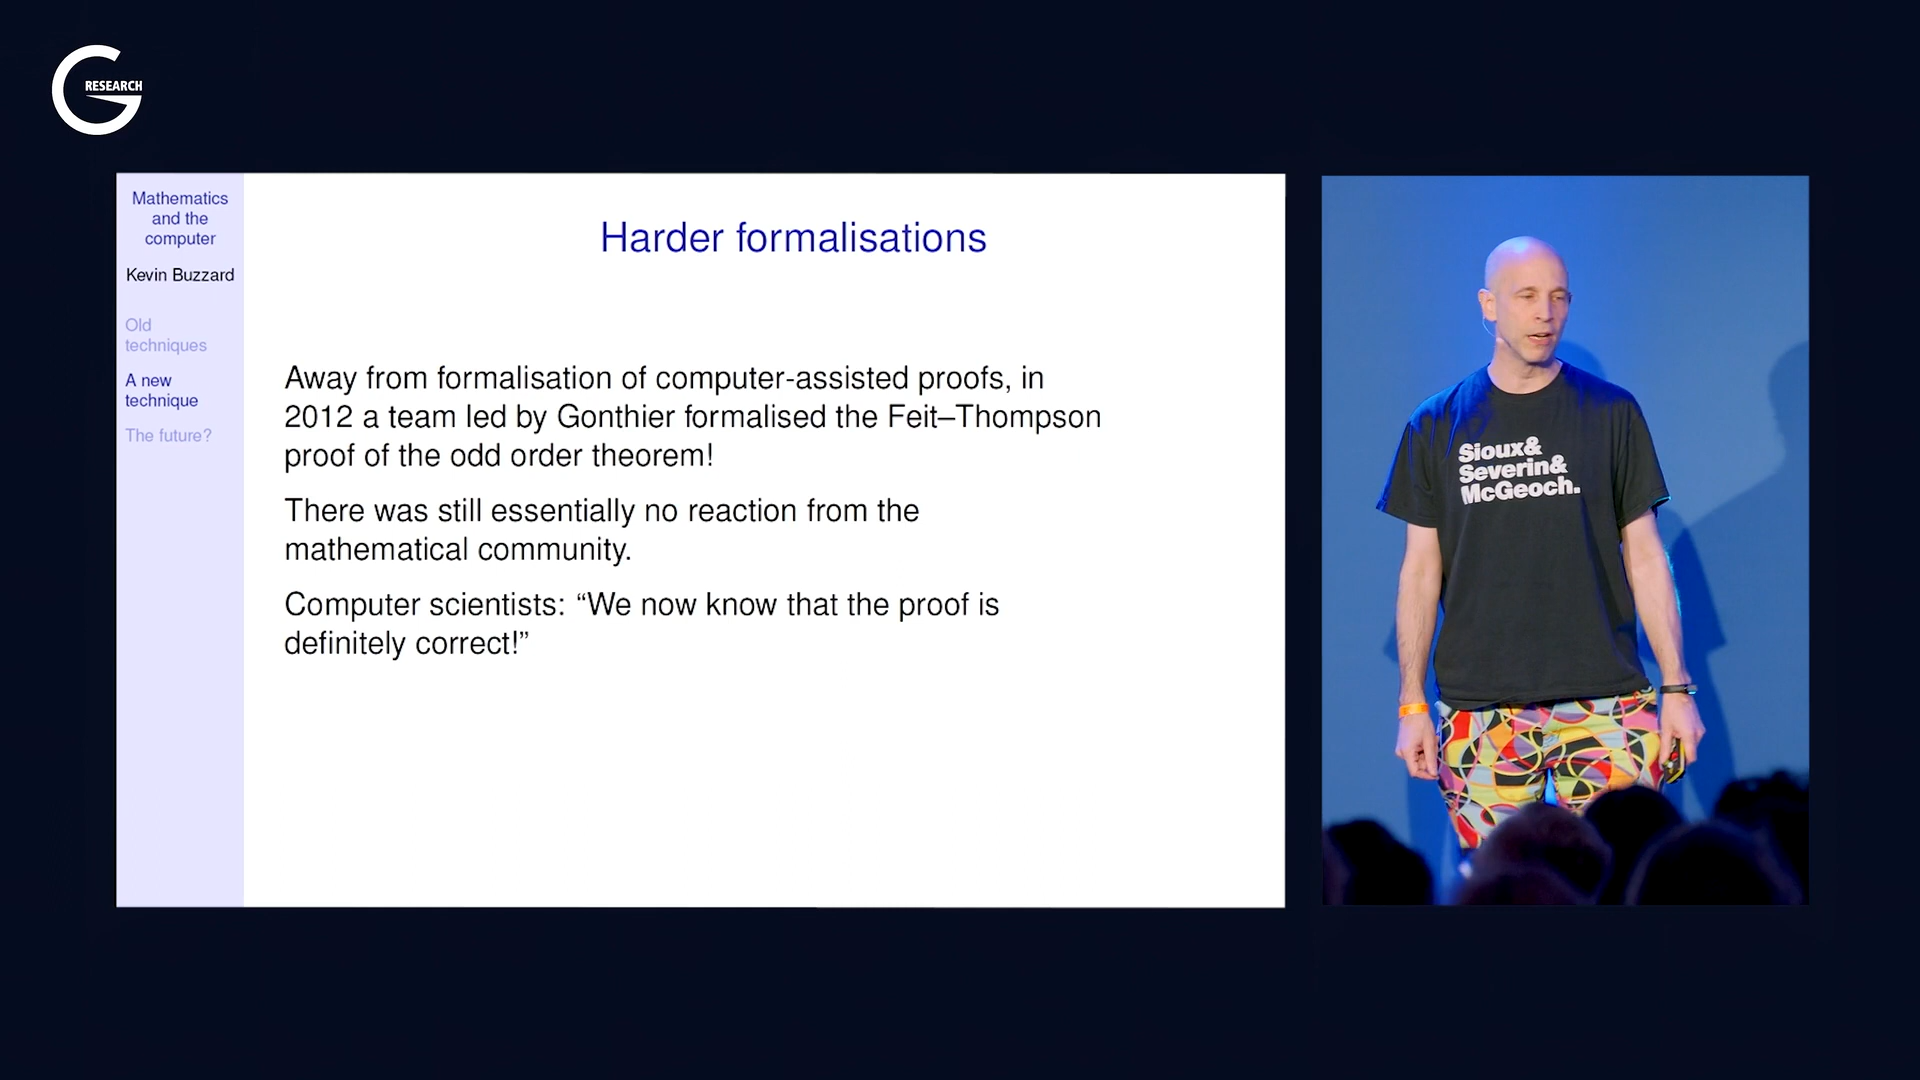 RESEARCH
Mathematics
and the
computer
Kevin Buzzard
Old
techniques
A new
technique
The future?
Harder formalisations
Away from formalisation of computer-assisted proofs, in
2012 a team led by Gonthier formalised the Feit–Thompson
proof of the odd order theorem!
There was still essentially no reaction from the
mathematical community.
Computer scientists: “We now know that the proof is
definitely correct!”
Sioux&
Severin&
McGeoch.